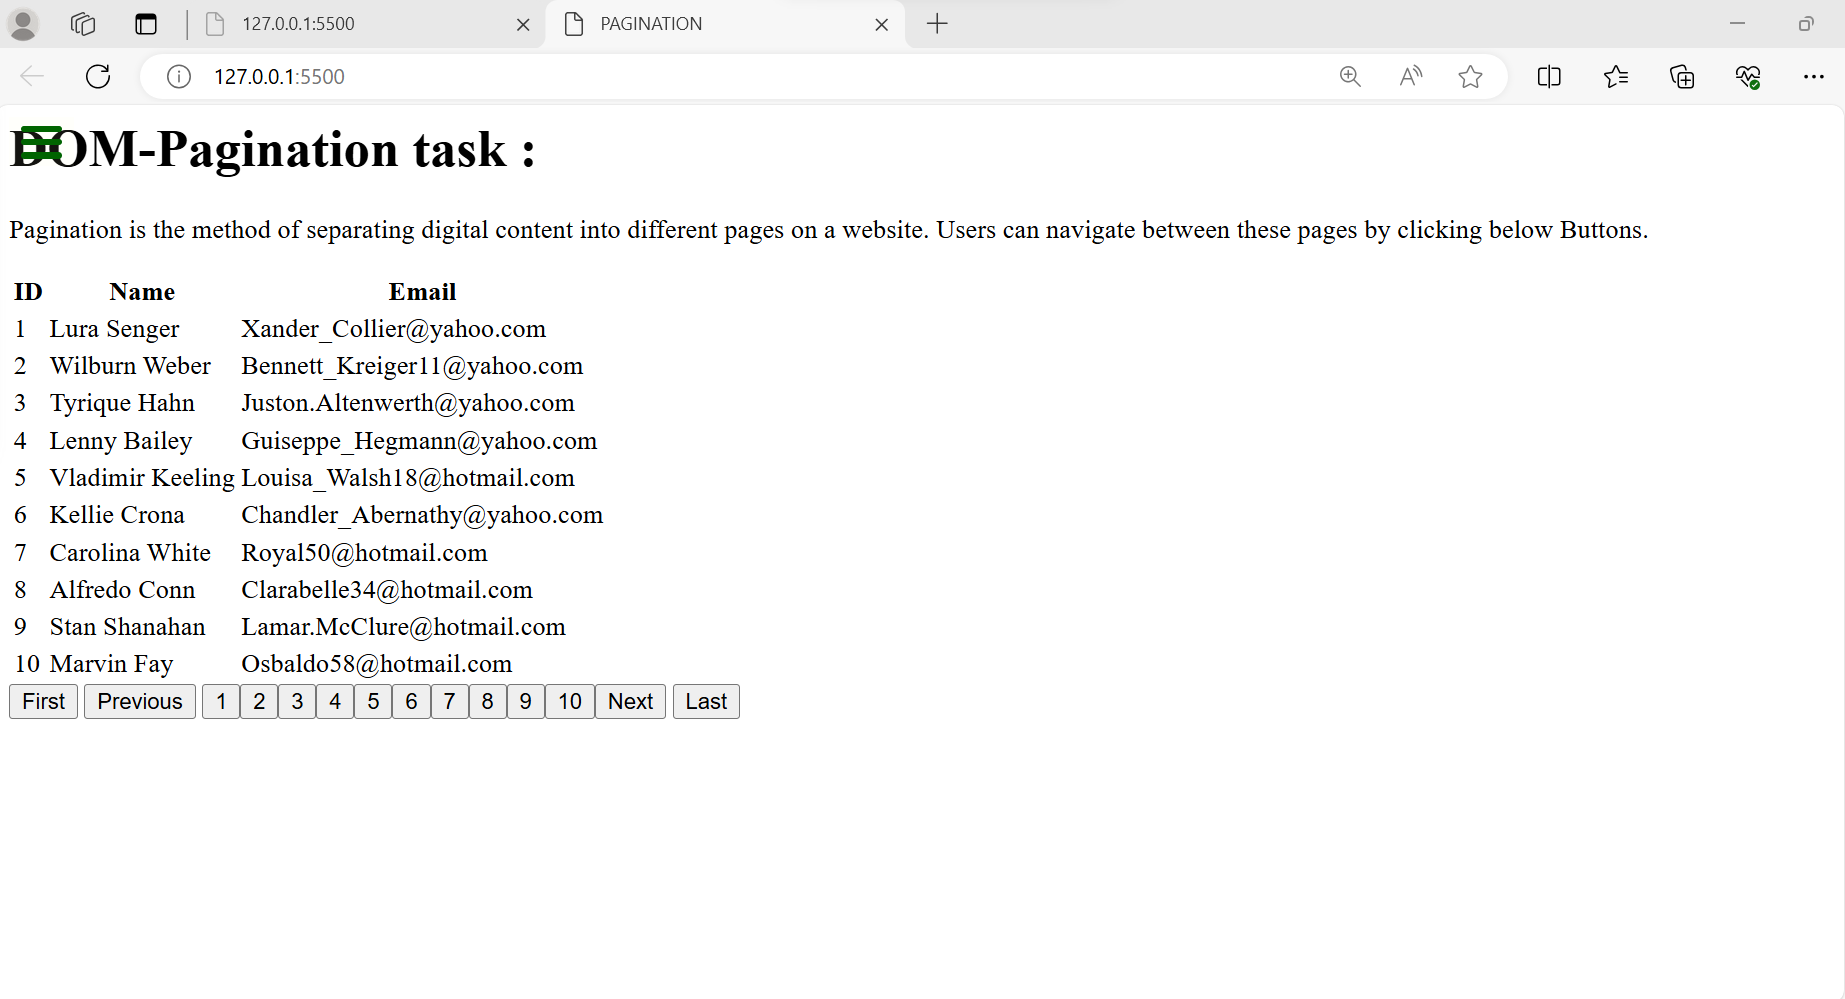 127.0.0.1:5500
PAGINATION
127.0.0.1:5500
DOM-Pagination task :
Pagination is the method of separating digital content into different pages on a website. Users can navigate between these pages by clicking below Buttons.
ID Name Email
1 Lura Senger Xander_Collier@yahoo.com
2 Wilburn Weber Bennett_Kreiger11@yahoo.com
3 Tyrique Hahn Juston.Altenwerth@yahoo.com
4 Lenny Bailey Guiseppe_Hegmann@yahoo.com
5 Vladimir Keeling Louisa_Walsh18@hotmail.com
6 Kellie Crona Chandler_Abernathy@yahoo.com
7 Carolina White Royal50@hotmail.com
8 Alfredo Conn Clarabelle34@hotmail.com
9 Stan Shanahan Lamar.McClure@hotmail.com
10 Marvin Fay Osbaldo58@hotmail.com
First Previous 1 2 3 4 5 6 7 8 9 10 Next Last